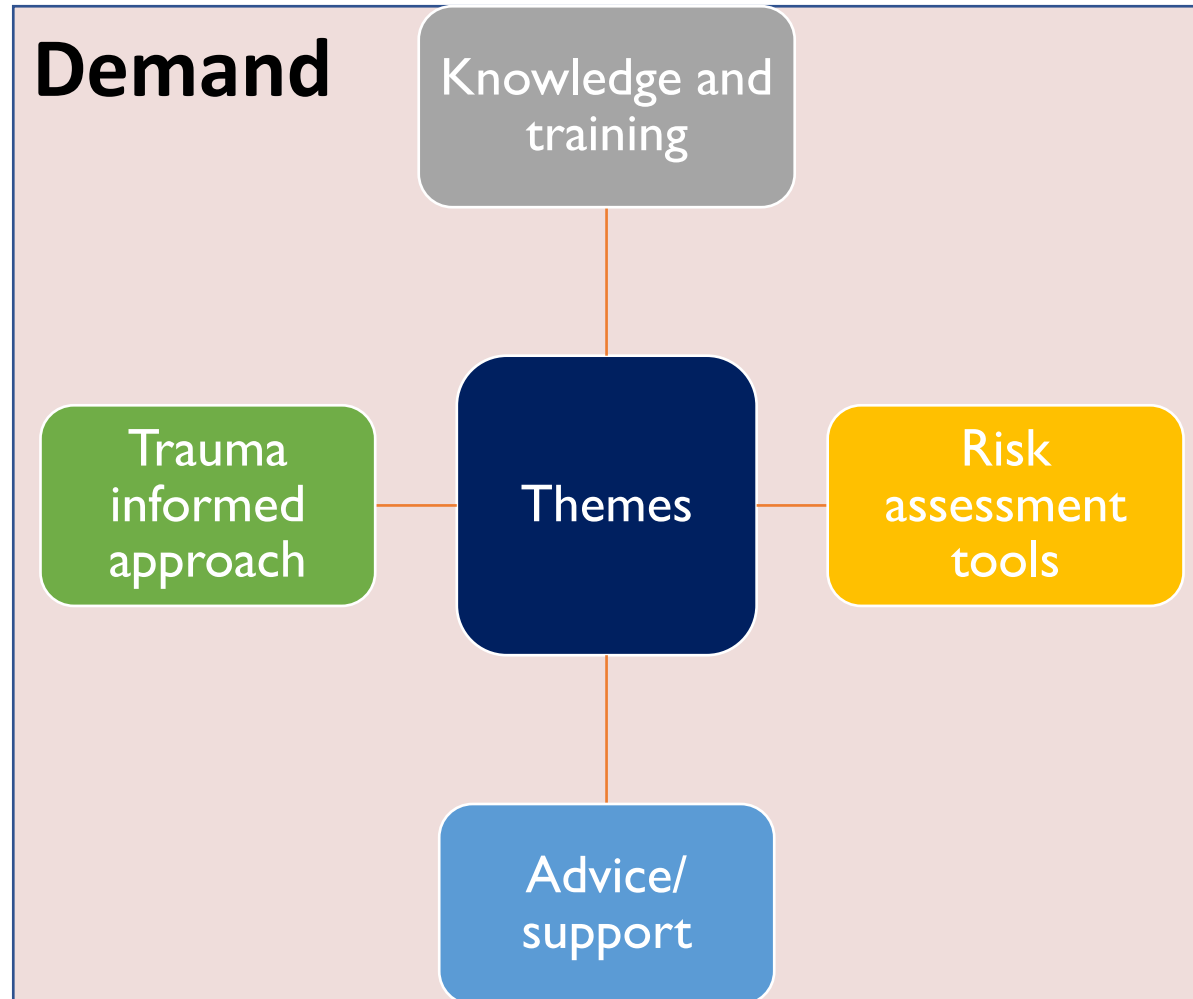 Demand
Knowledge and
training
Trauma
informed
approach
Themes
Risk
assessment
tools
Advice/
support